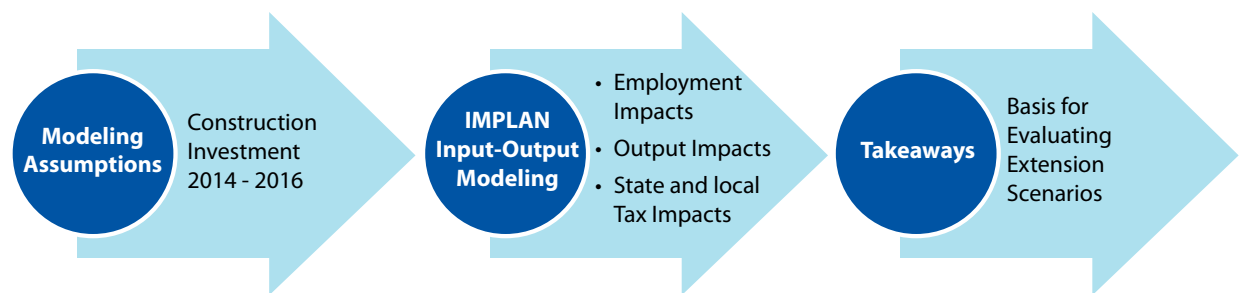 Modeling
Assumptions
Construction
Investment
2014 - 2016
IMPLAN
Input-Output
Modeling
• Employment
Impacts
• Output Impacts
• State and local
Tax Impacts
Takeaways
Basis for
Evaluating
Extension
Scenarios